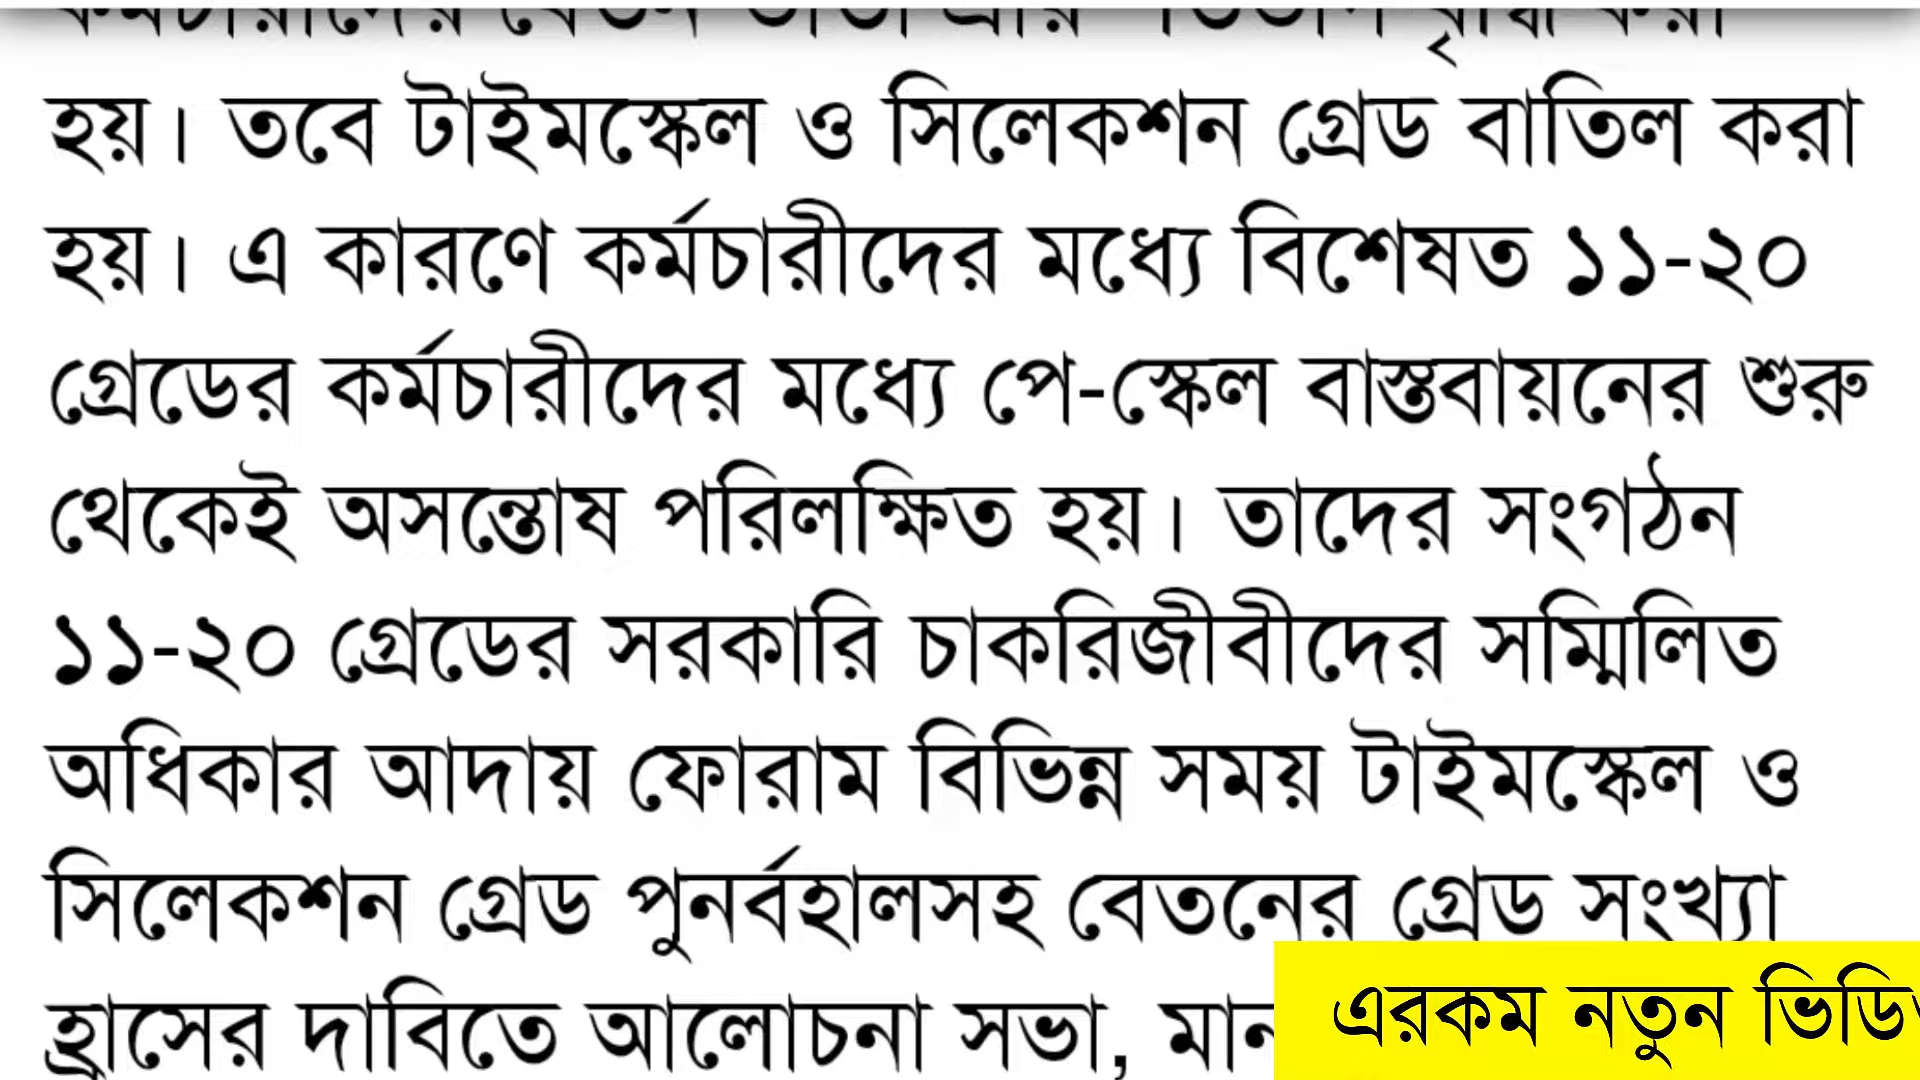 হয়। তবে টাইমস্কেল ও সিলেকশন গ্রেড বাতিল করা
হয়। এ কারণে কর্মচারীদের মধ্যে বিশেষত ১১-২০
গ্রেডের কর্মচারীদের মধ্যে পে-স্কেল বাস্তবায়নের শুরু
থেকেই অসন্তোষ পরিলক্ষিত হয়। তাদের সংগঠন
১১-২০ গ্রেডের সরকারি চাকরিজীবীদের সম্মিলিত
অধিকার আদায় ফোরাম বিভিন্ন সময় টাইমস্কেল ও
সিলেকশন গ্রেড পুনর্বহালসহ বেতনের গ্রেড সংখ্যা
হ্রাসের দাবিতে আলোচনা সভা,
এরকম নতুন